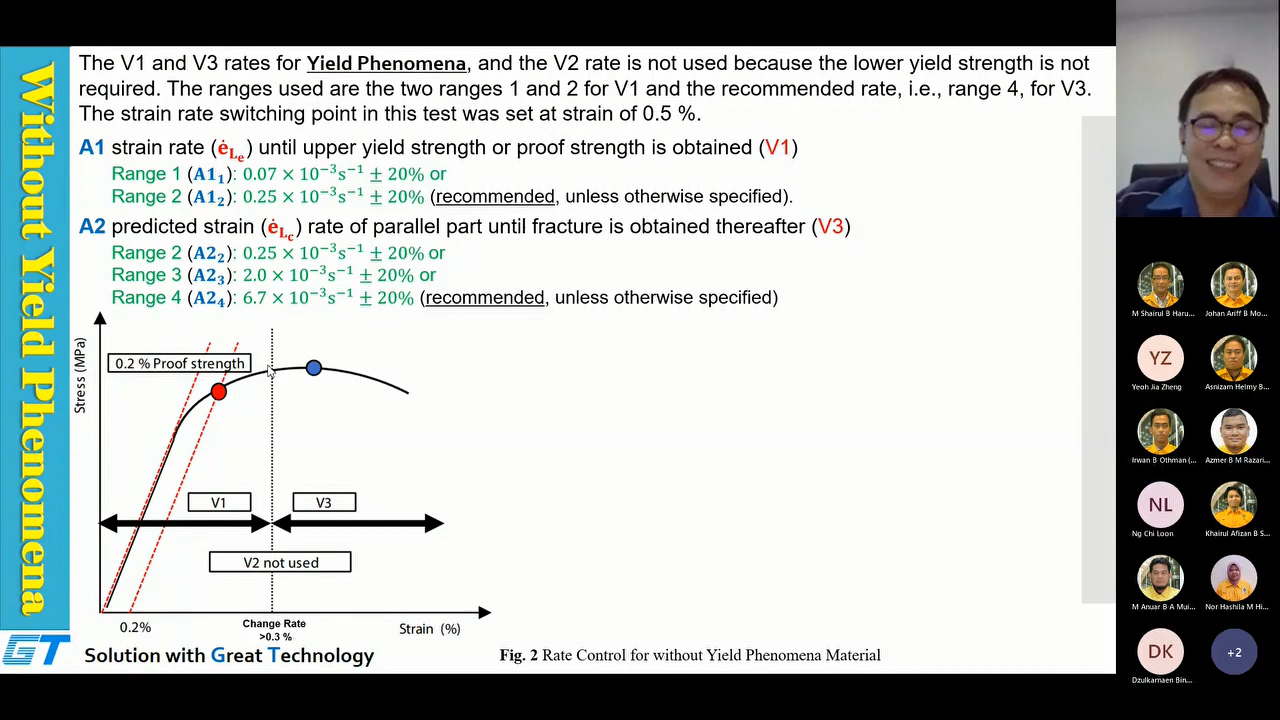 Without Yield Phenomena
The V1 and V3 rates for Yield Phenomena, and the V2 rate is not used because the lower yield strength is not
required. The ranges used are the two ranges 1 and 2 for V1 and the recommended rate, i.e., range 4, for V3.
The strain rate switching point in this test was set at strain of 0.5 %.
A1 strain rate (ė_Le) until upper yield strength or proof strength is obtained (V1)
Range 1 (A1₁): 0.07 × 10⁻³s⁻¹ ± 20% or
Range 2 (A1₂): 0.25 × 10⁻³s⁻¹ ± 20% (recommended, unless otherwise specified).
A2 predicted strain (ė_Lc) rate of parallel part until fracture is obtained thereafter (V3)
Range 2 (A2₂): 0.25 × 10⁻³s⁻¹ ± 20% or
Range 3 (A2₃): 2.0 × 10⁻³s⁻¹ ± 20% or
Range 4 (A2₄): 6.7 × 10⁻³s⁻¹ ± 20% (recommended, unless otherwise specified)
Stress (MPa)
0.2 % Proof strength
V1
V3
V2 not used
0.2%
Change Rate
>0.3 %
Strain (%)
GT
Solution with Great Technology
Fig. 2 Rate Control for without Yield Phenomena Material
M Shairul B Haru...
Johan Ariff B Mo...
YZ
Yeoh Jia Zheng
Asnizam Helmy B...
Irwan B Othman (...
Azmer B M Razari...
NL
Ng Chi Loon
Khairul Afizan B S...
M Anuar B A Mui...
Nor Hashila M Hi...
DK
Dzulkarnaen Bin...
+2